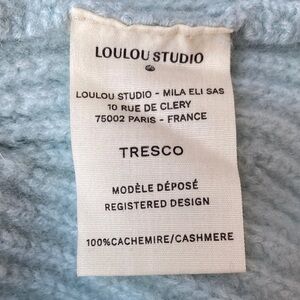 LOULOU STUDIO
LOULOU STUDIO - MILA ELI SAS
10 RUE DE CLERY
75002 PARIS - FRANCE
TRESCO
MODÈLE DÉPOSÉ
REGISTERED DESIGN
100%CACHEMIRE/CASHMERE